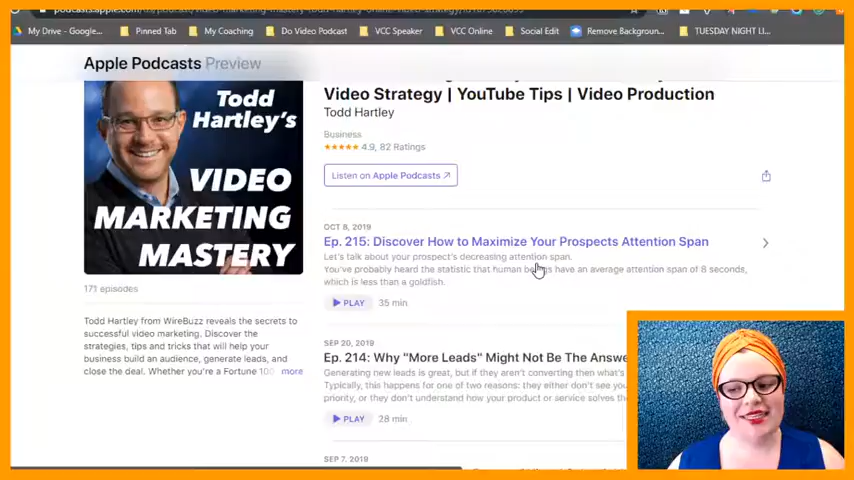 My Drive - Googl... Pinned Tab My Coaching Do Video Podcast VCC Speaker VCC Online Social Edit Remove Backgroun... TUESDAY NIGHT LI...
Apple Podcasts Preview
Video Strategy | YouTube Tips | Video Production
Todd Hartley
Business
★★★★★ 4.9, 82 Ratings
Listen on Apple Podcasts ↗
Todd
Hartley's
VIDEO
MARKETING
MASTERY
171 episodes
Todd Hartley from WireBuzz reveals the secrets to
successful video marketing. Discover the
strategies, tips and tricks that will help your
business build an audience, generate leads, and
close the deal. Whether you're a Fortune 100 more
OCT 8, 2019
Ep. 215: Discover How to Maximize Your Prospects Attention Span
Let's talk about your prospect's decreasing attention span.
You've probably heard the statistic that human beings have an average attention span of 8 seconds,
which is less than a goldfish.
PLAY 35 min
SEP 20, 2019
Ep. 214: Why "More Leads" Might Not Be The Answe
Generating new leads is great, but if they aren't converting then what's
Typically, this happens for one of two reasons: they either don't see you
priority, or they don't understand how your product or service solves the
PLAY 28 min
SEP 7, 2019